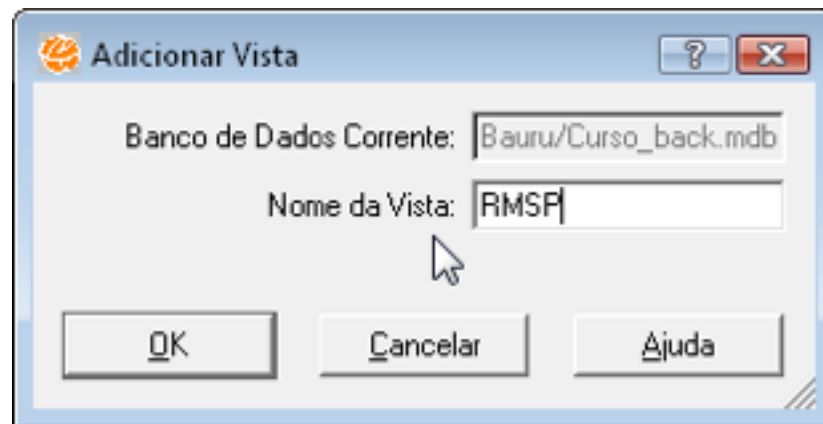 Adicionar Vista
Banco de Dados Corrente: Bauru/Curso_back.mdb
Nome da Vista: RMSP
OK Cancelar Ajuda